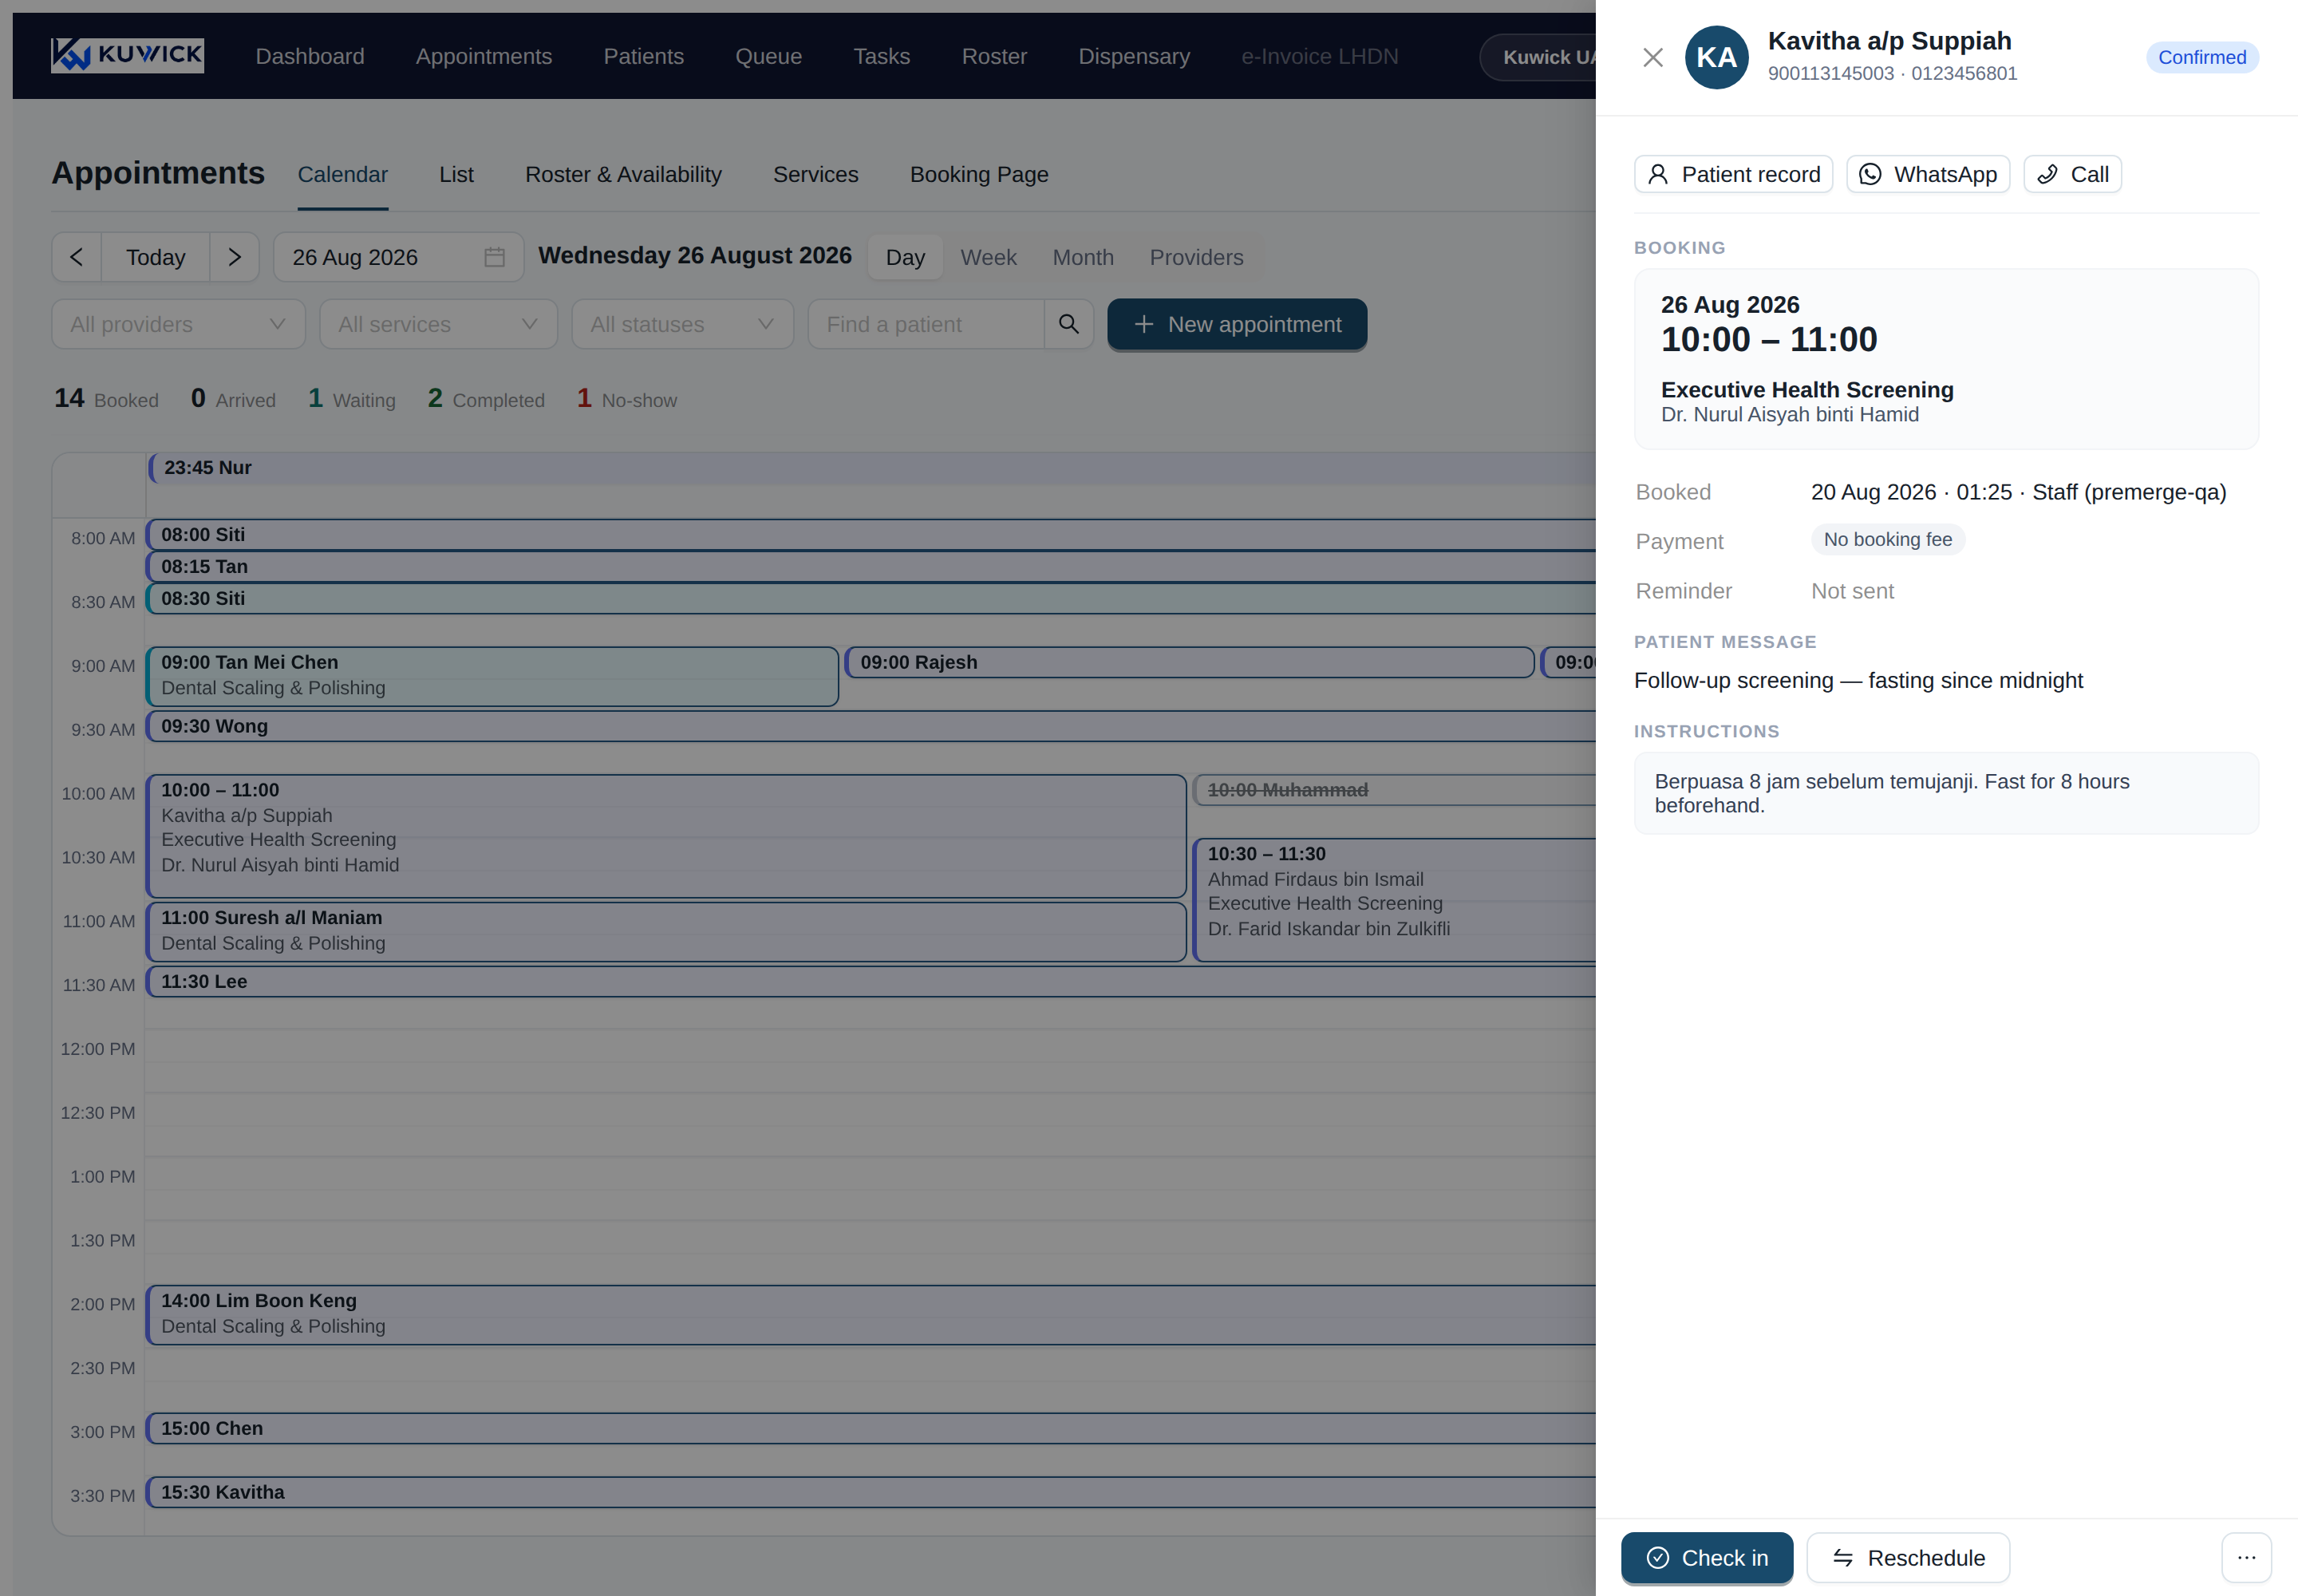 KUWICK
Dashboard
Appointments
Patients
Queue
Tasks
Roster
Dispensary
e-Invoice LHDN
Appointments
Calendar
List
Roster & Availability
Services
Booking Page
Today
26 Aug 2026
Wednesday 26 August 2026
Day
Week
Month
Providers
All providers
All services
All statuses
Find a patient
New appointment
14 Booked
0 Arrived
1 Waiting
2 Completed
1 No-show
23:45 Nur
8:00 AM
08:00 Siti
08:15 Tan
8:30 AM
08:30 Siti
9:00 AM
09:00 Tan Mei Chen
Dental Scaling & Polishing
09:00 Rajesh
9:30 AM
09:30 Wong
10:00 AM
10:00 – 11:00
Kavitha a/p Suppiah
Executive Health Screening
Dr. Nurul Aisyah binti Hamid
10:00 Muhammad
10:30 AM
10:30 – 11:30
Ahmad Firdaus bin Ismail
Executive Health Screening
Dr. Farid Iskandar bin Zulkifli
11:00 AM
11:00 Suresh a/l Maniam
Dental Scaling & Polishing
11:30 AM
11:30 Lee
12:00 PM
12:30 PM
1:00 PM
1:30 PM
2:00 PM
14:00 Lim Boon Keng
Dental Scaling & Polishing
2:30 PM
3:00 PM
15:00 Chen
3:30 PM
15:30 Kavitha
KA
Kavitha a/p Suppiah
900113145003 · 0123456801
Confirmed
Patient record
WhatsApp
Call
BOOKING
26 Aug 2026
10:00 – 11:00
Executive Health Screening
Dr. Nurul Aisyah binti Hamid
Booked
20 Aug 2026 · 01:25 · Staff (premerge-qa)
Payment
No booking fee
Reminder
Not sent
PATIENT MESSAGE
Follow-up screening — fasting since midnight
INSTRUCTIONS
Berpuasa 8 jam sebelum temujanji. Fast for 8 hours
beforehand.
Check in
Reschedule